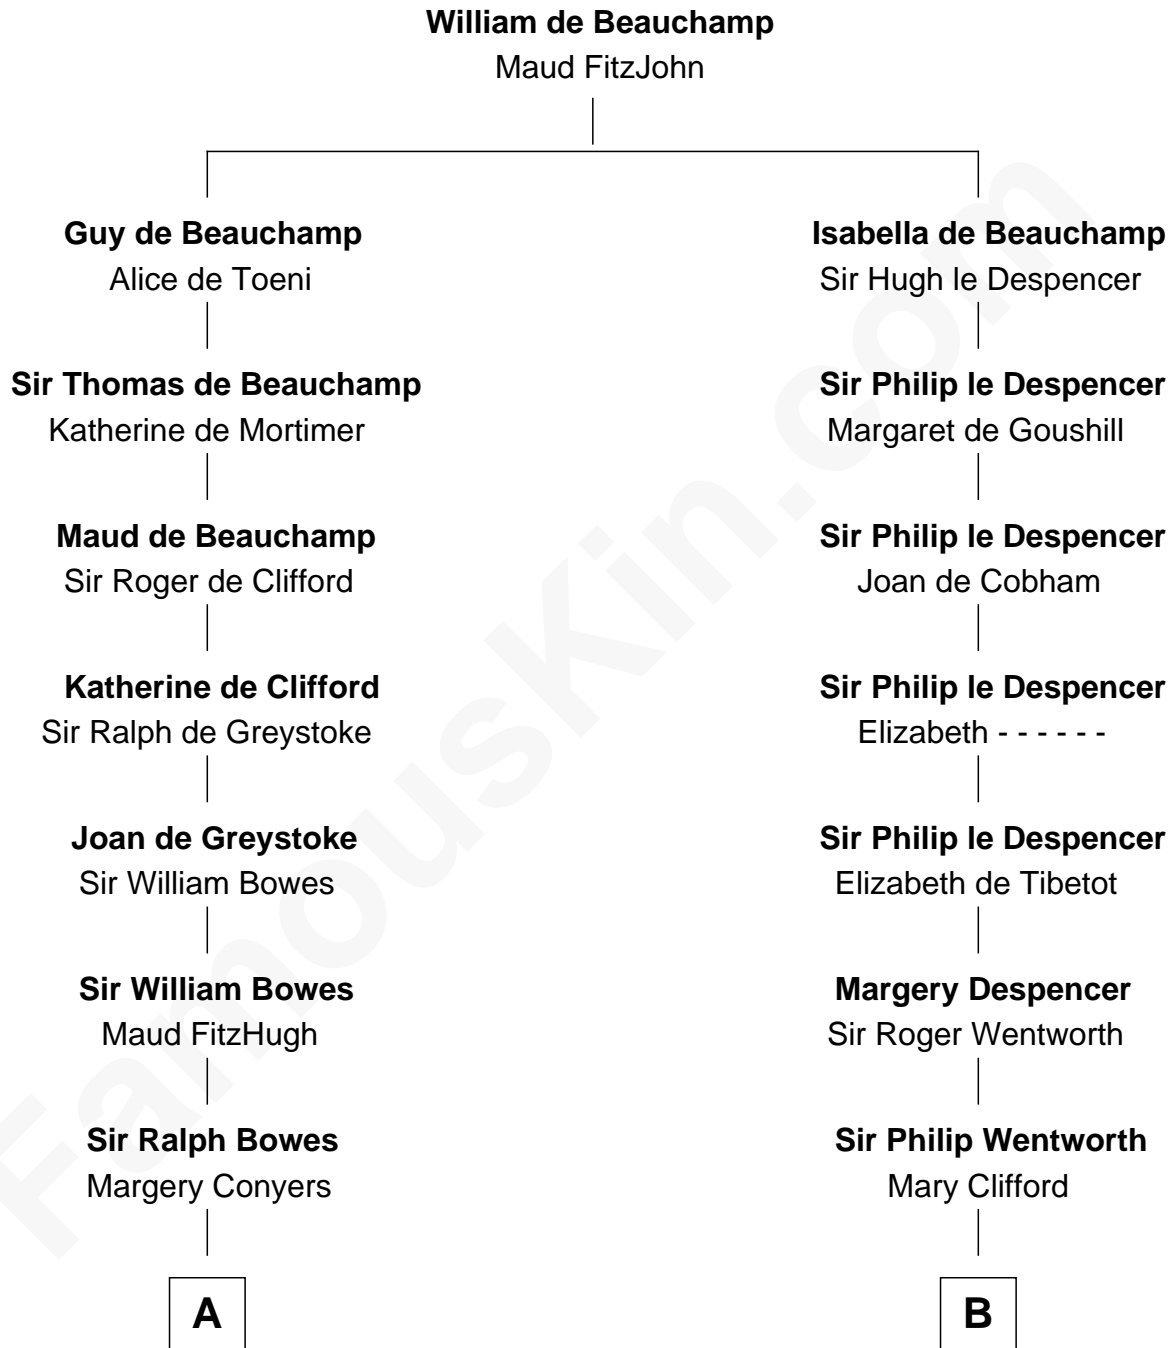 William de Beauchamp
Maud FitzJohn
Guy de Beauchamp
Alice de Toeni
Isabella de Beauchamp
Sir Hugh le Despencer
Sir Thomas de Beauchamp
Katherine de Mortimer
Sir Philip le Despencer
Margaret de Goushill
Maud de Beauchamp
Sir Roger de Clifford
Sir Philip le Despencer
Joan de Cobham
Katherine de Clifford
Sir Ralph de Greystoke
Sir Philip le Despencer
Elizabeth - - - - - -
Joan de Greystoke
Sir William Bowes
Sir Philip le Despencer
Elizabeth de Tibetot
Sir William Bowes
Maud FitzHugh
Margery Despencer
Sir Roger Wentworth
Sir Ralph Bowes
Margery Conyers
Sir Philip Wentworth
Mary Clifford
A
B
FamousKin.com